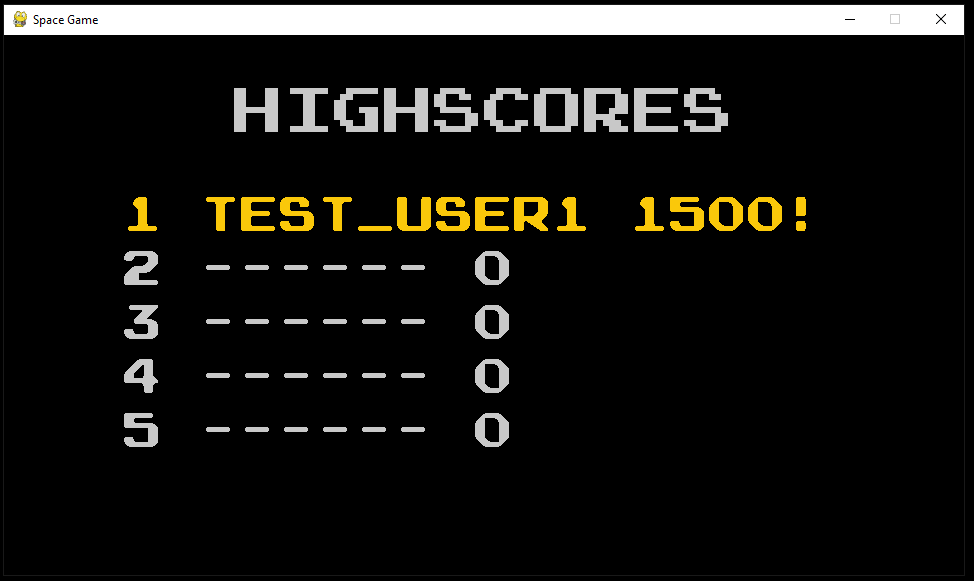 Space Game
HIGHSCORES
1 TEST_USER1 1500!
2 ------ 0
3 ------ 0
4 ------ 0
5 ------ 0